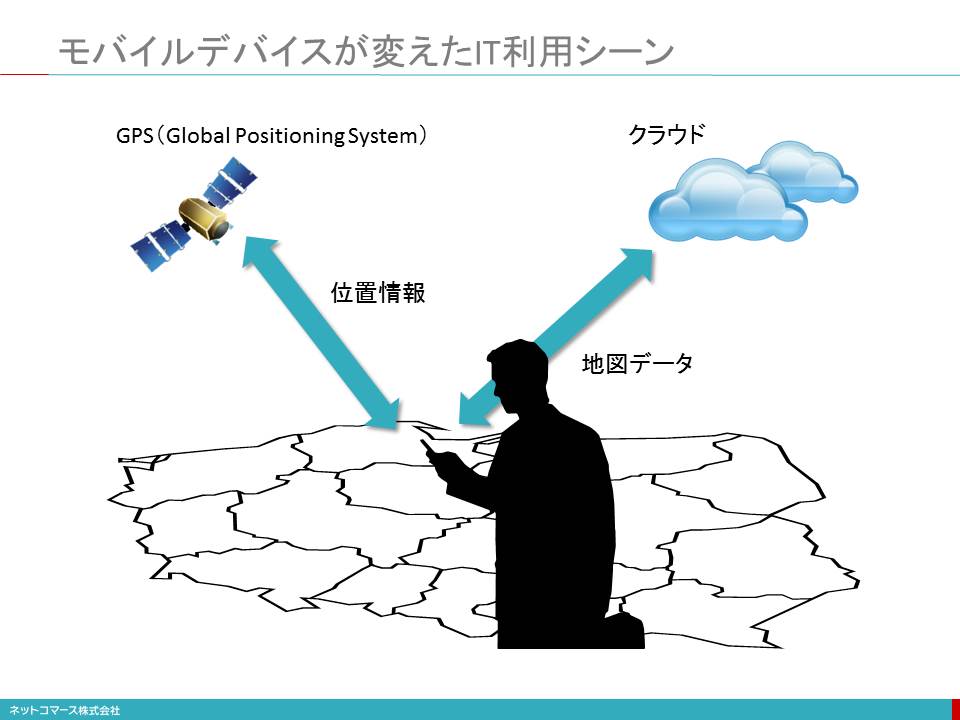 モバイルデバイスが変えたIT利用シーン
GPS（Global Positioning System）
クラウド
位置情報
地図データ
ネットコマース株式会社